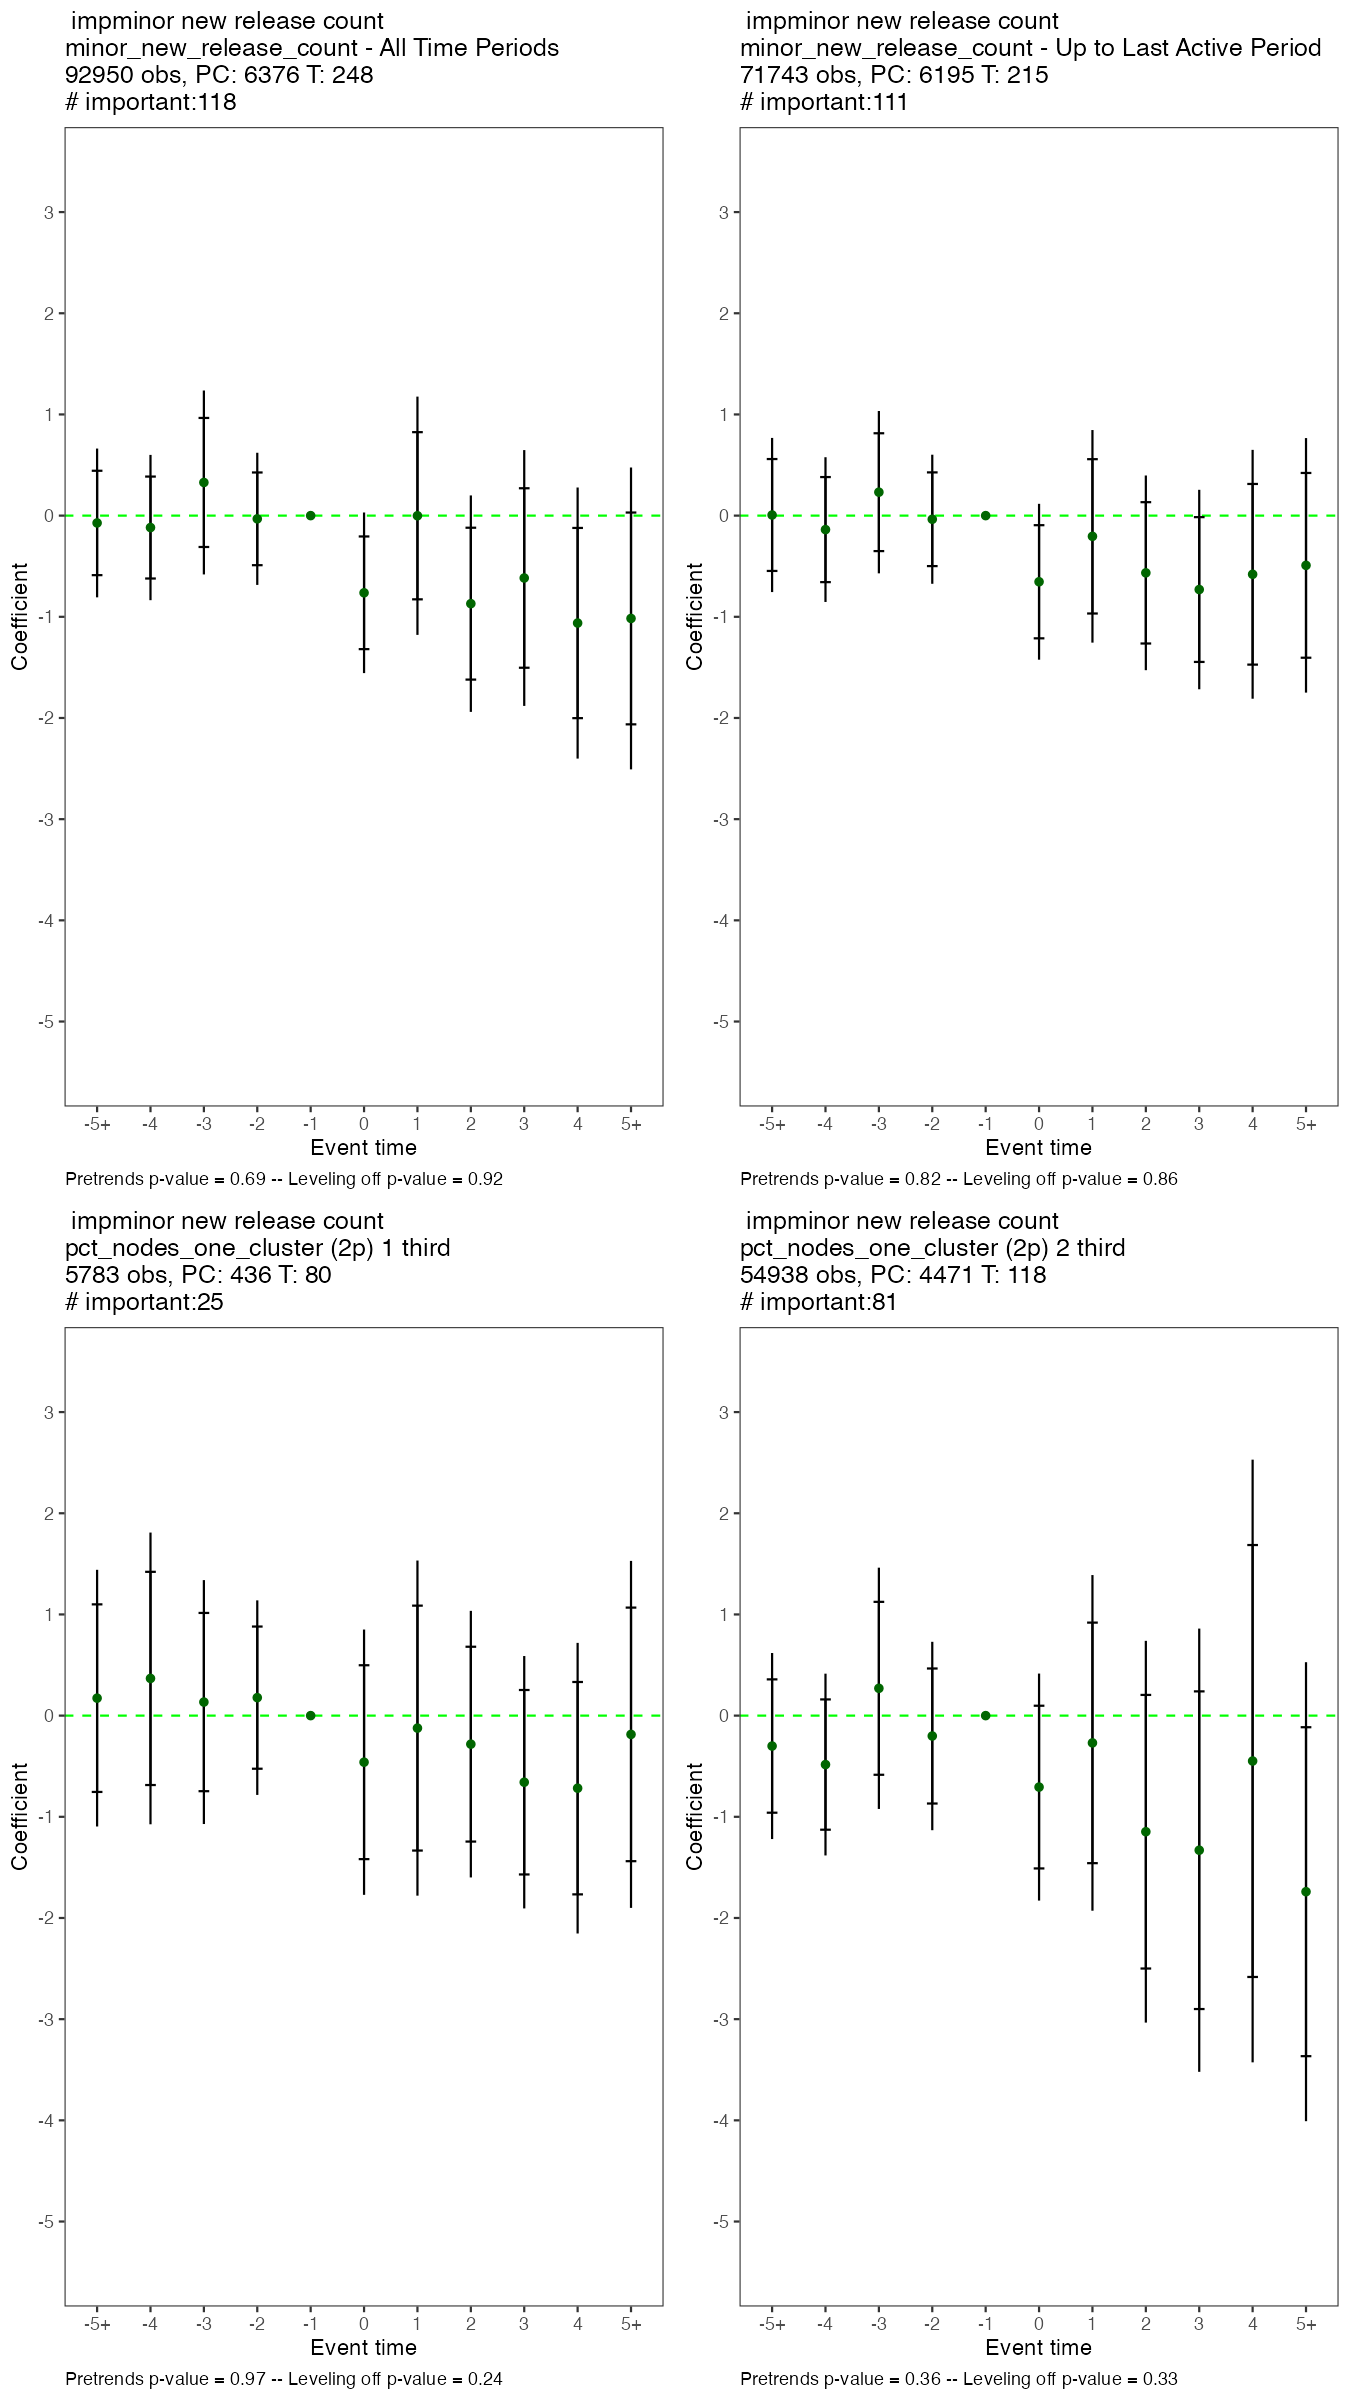 impminor new release count
minor_new_release_count - All Time Periods
92950 obs, PC: 6376 T: 248
# important:118
3
2
1
0
-1
-2
-3
-4
-5
Coefficient
-5+ -4 -3 -2 -1 0 1 2 3 4 5+
Event time
Pretrends p-value = 0.69 -- Leveling off p-value = 0.92
impminor new release count
minor_new_release_count - Up to Last Active Period
71743 obs, PC: 6195 T: 215
# important:111
3
2
1
0
-1
-2
-3
-4
-5
Coefficient
-5+ -4 -3 -2 -1 0 1 2 3 4 5+
Event time
Pretrends p-value = 0.82 -- Leveling off p-value = 0.86
impminor new release count
pct_nodes_one_cluster (2p) 1 third
5783 obs, PC: 436 T: 80
# important:25
3
2
1
0
-1
-2
-3
-4
-5
Coefficient
-5+ -4 -3 -2 -1 0 1 2 3 4 5+
Event time
Pretrends p-value = 0.97 -- Leveling off p-value = 0.24
impminor new release count
pct_nodes_one_cluster (2p) 2 third
54938 obs, PC: 4471 T: 118
# important:81
3
2
1
0
-1
-2
-3
-4
-5
Coefficient
-5+ -4 -3 -2 -1 0 1 2 3 4 5+
Event time
Pretrends p-value = 0.36 -- Leveling off p-value = 0.33